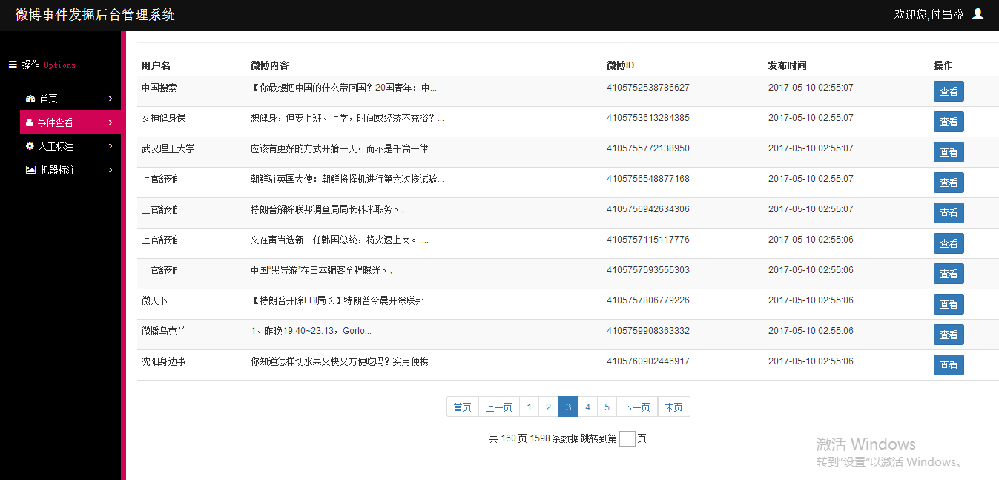 微博事件发掘后台管理系统 欢迎您,付昌盛
操作 Options
首页
事件查看
人工标注
机器标注
用户名 微博内容 微博ID 发布时间 操作
中国搜索 【你最想把中国的什么带回国？20国青年：中... 4105752538786627 2017-05-10 02:55:07 查看
女神健身课 想健身，但要上班、上学，时间或经济不充裕？... 4105753613284385 2017-05-10 02:55:07 查看
武汉理工大学 应该有更好的方式开始一天，而不是千篇一律... 4105755772138950 2017-05-10 02:55:07 查看
上官舒雅 朝鲜驻英国大使：朝鲜将择机进行第六次核试验... 4105756548877168 2017-05-10 02:55:07 查看
上官舒雅 特朗普解除联邦调查局局长科米职务。, 4105756942634306 2017-05-10 02:55:07 查看
上官舒雅 文在寅当选新一任韩国总统，将火速上岗。,... 4105757115117776 2017-05-10 02:55:06 查看
上官舒雅 中国“黑导游”在日本骗客全程曝光。, 4105757593555303 2017-05-10 02:55:06 查看
微天下 【特朗普开除FBI局长】特朗普今晨开除联邦... 4105757806779226 2017-05-10 02:55:06 查看
微播乌克兰 1、昨晚19:40~23:13，Gorlo... 4105759908363332 2017-05-10 02:55:06 查看
沈阳身边事 你知道怎样切水果又快又方便吃吗？实用便携... 4105760902446917 2017-05-10 02:55:06 查看
首页 上一页 1 2 3 4 5 下一页 末页
共 160 页 1598 条数据 跳转到第 页
激活 Windows
转到“设置”以激活 Windows。